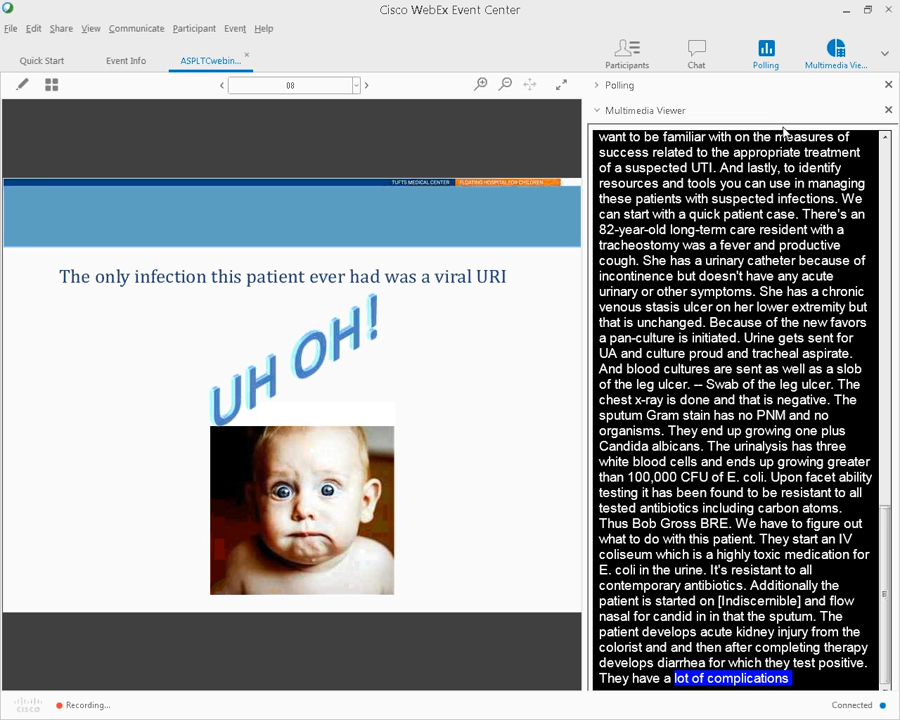 Cisco WebEx Event Center
File Edit Share View Communicate Participant Event Help
Quick Start
Event Info
ASPLTCwebin...
Participants
Chat
Polling
Multimedia Vie...
08
Polling
Multimedia Viewer
TUFTS MEDICAL CENTER
FLOATING HOSPITAL FOR CHILDREN
The only infection this patient ever had was a viral URI
UH OH!
want to be familiar with on the measures of
success related to the appropriate treatment
of a suspected UTI. And lastly, to identify
resources and tools you can use in managing
these patients with suspected infections. We
can start with a quick patient case. There's an
82-year-old long-term care resident with a
tracheostomy was a fever and productive
cough. She has a urinary catheter because of
incontinence but doesn't have any acute
urinary or other symptoms. She has a chronic
venous stasis ulcer on her lower extremity but
that is unchanged. Because of the new favors
a pan-culture is initiated. Urine gets sent for
UA and culture proud and tracheal aspirate.
And blood cultures are sent as well as a slob
of the leg ulcer. -- Swab of the leg ulcer. The
chest x-ray is done and that is negative. The
sputum Gram stain has no PNM and no
organisms. They end up growing one plus
Candida albicans. The urinalysis has three
white blood cells and ends up growing greater
than 100,000 CFU of E. coli. Upon facet ability
testing it has been found to be resistant to all
tested antibiotics including carbon atoms.
Thus Bob Gross BRE. We have to figure out
what to do with this patient. They start an IV
coliseum which is a highly toxic medication for
E. coli in the urine. It's resistant to all
contemporary antibiotics. Additionally the
patient is started on [Indiscernible] and flow
nasal for candid in in that the sputum. The
patient develops acute kidney injury from the
colorist and and then after completing therapy
develops diarrhea for which they test positive.
They have a lot of complications
cisco
Recording...
Connected